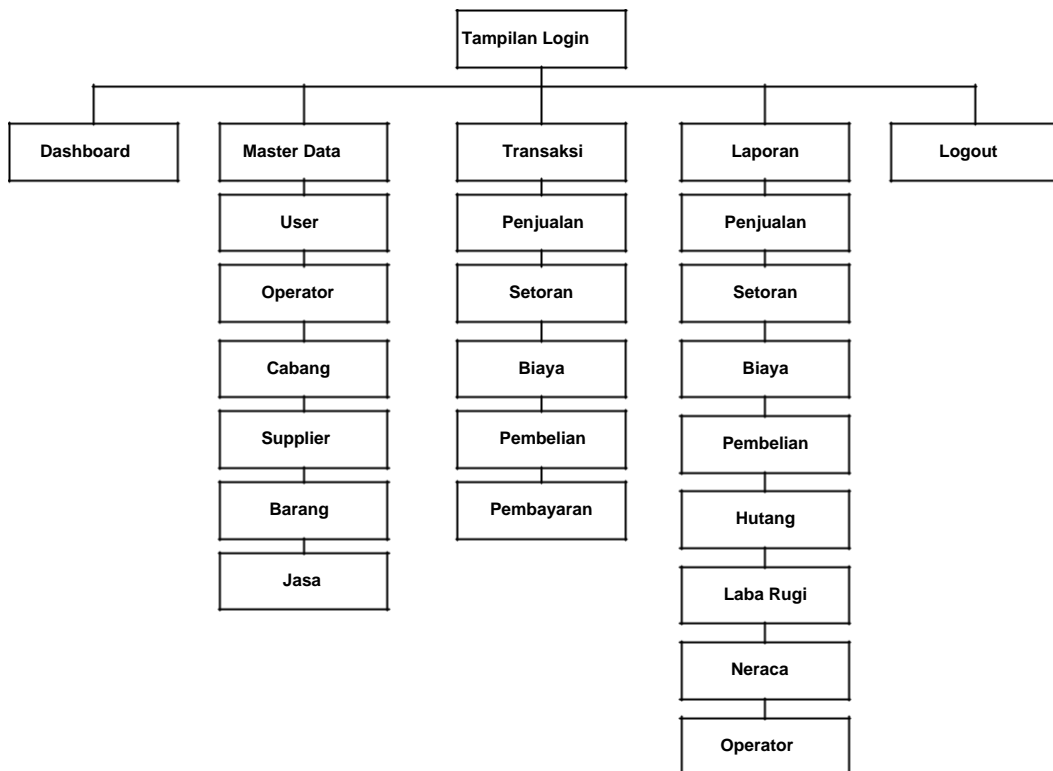 Tampilan Login
Dashboard
Master Data
Transaksi
Laporan
Logout
User
Operator
Cabang
Supplier
Barang
Jasa
Penjualan
Setoran
Biaya
Pembelian
Pembayaran
Penjualan
Setoran
Biaya
Pembelian
Hutang
Laba Rugi
Neraca
Operator